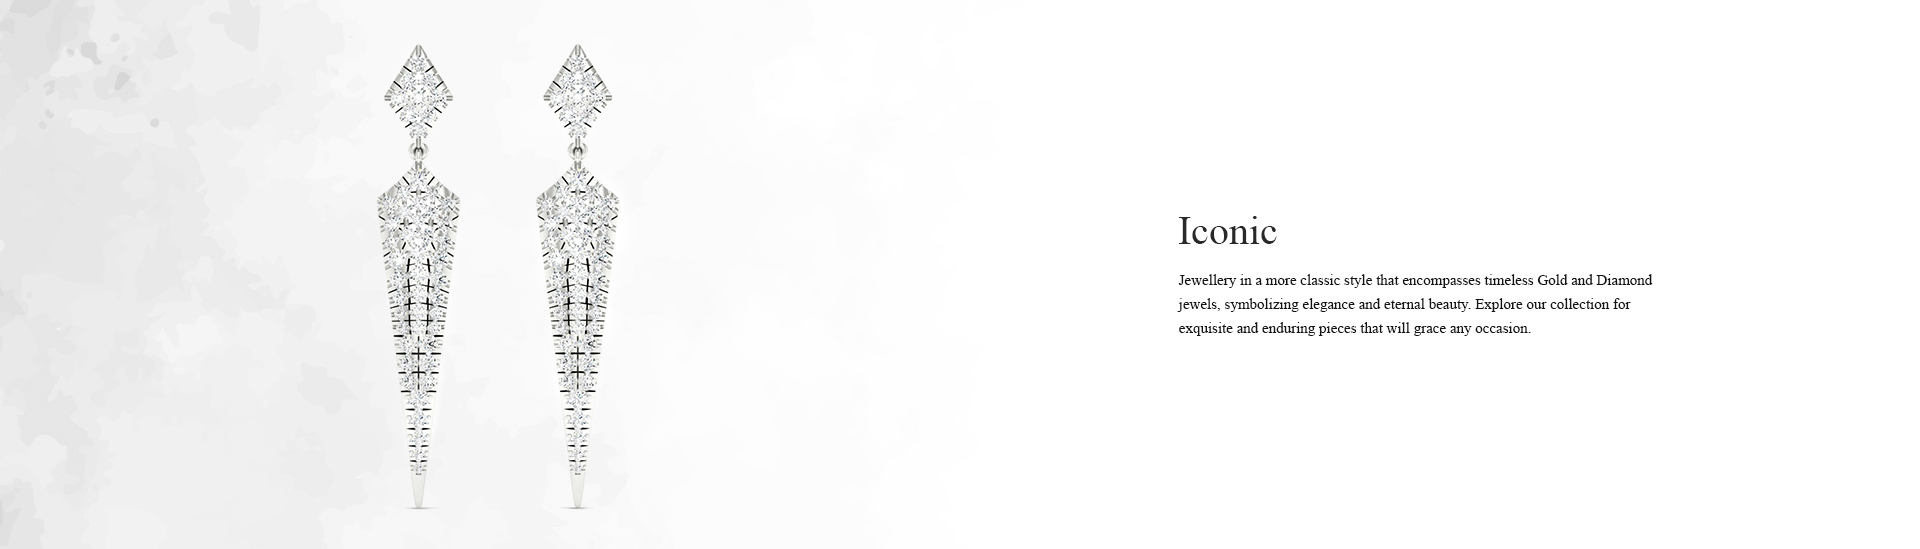 Iconic
Jewellery in a more classic style that encompasses timeless Gold and Diamond
jewels, symbolizing elegance and eternal beauty. Explore our collection for
exquisite and enduring pieces that will grace any occasion.